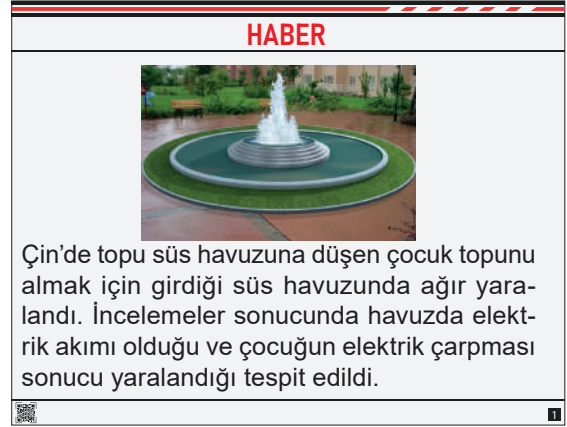 HABER
Çin’de topu süs havuzuna düşen çocuk topunu
almak için girdiği süs havuzunda ağır yara-
landı. İncelemeler sonucunda havuzda elekt-
rik akımı olduğu ve çocuğun elektrik çarpması
sonucu yaralandığı tespit edildi.
1